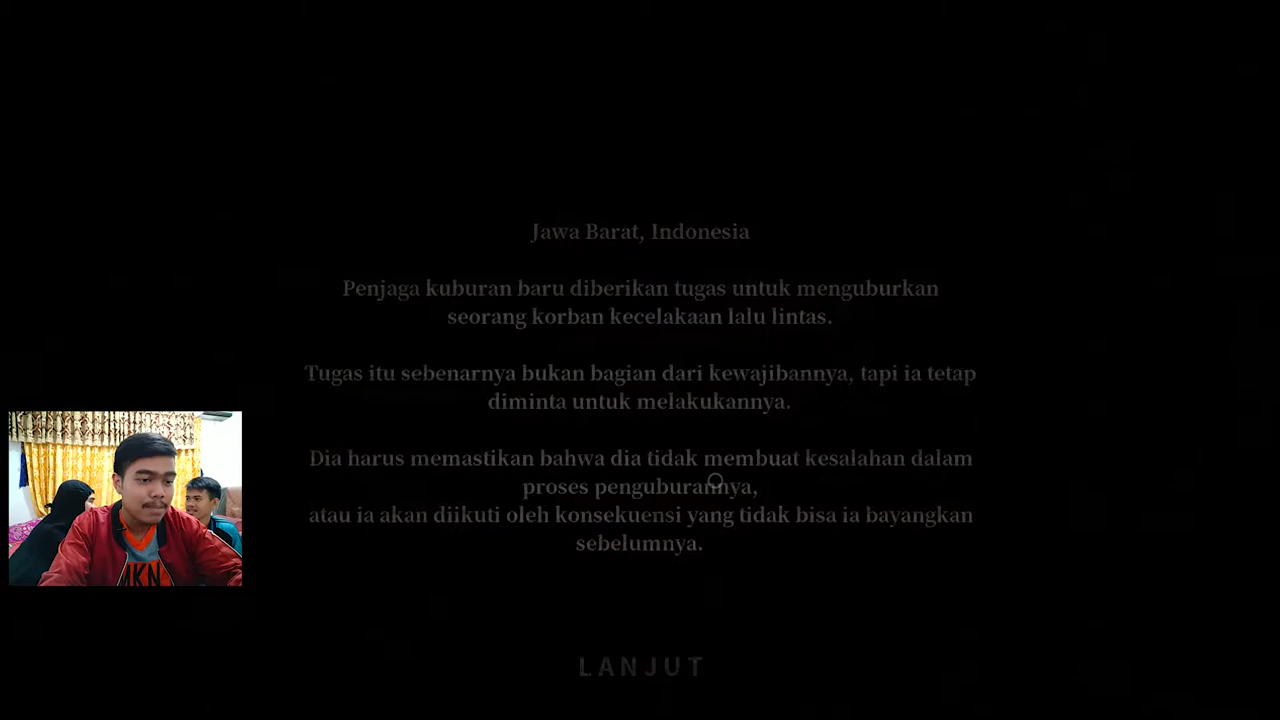 Jawa Barat, Indonesia
Penjaga kuburan baru diberikan tugas untuk menguburkan
seorang korban kecelakaan lalu lintas.
Tugas itu sebenarnya bukan bagian dari kewajibannya, tapi ia tetap
diminta untuk melakukannya.
Dia harus memastikan bahwa dia tidak membuat kesalahan dalam
proses penguburannya,
atau ia akan diikuti oleh konsekuensi yang tidak bisa ia bayangkan
sebelumnya.
LANJUT